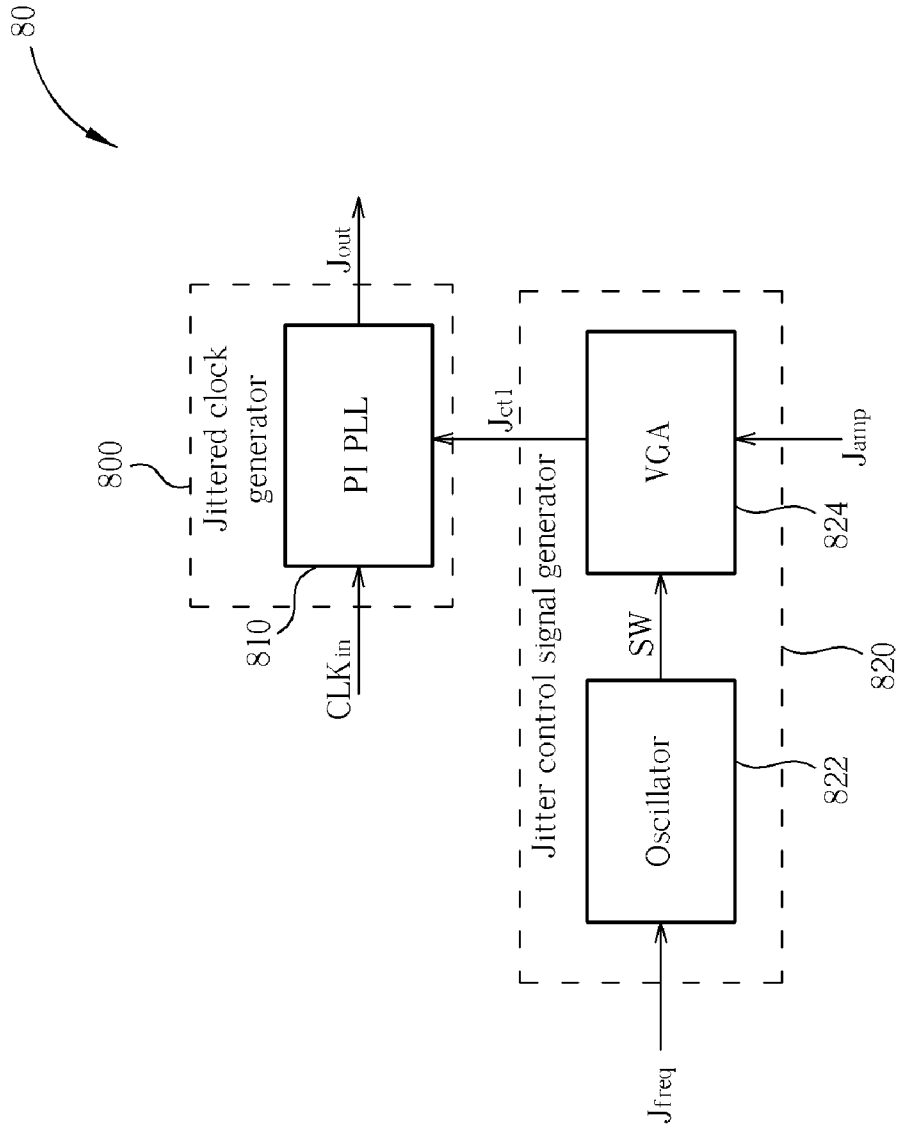 80
800
Jittered clock
generator
PI PLL
810
CLKin
Jout
Jctl
Jitter control signal generator
Oscillator
822
SW
VGA
824
Jamp
820
Jfreq